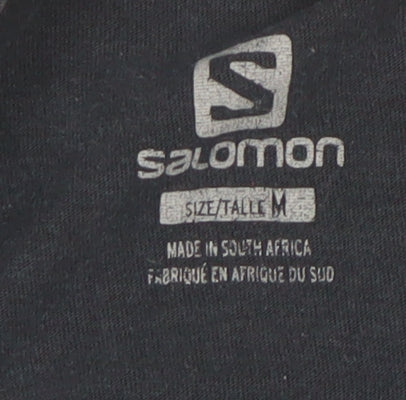 S
SALOMON
SIZE/TALLE M
MADE IN SOUTH AFRICA
FABRIQUÉ EN AFRIQUE DU SUD